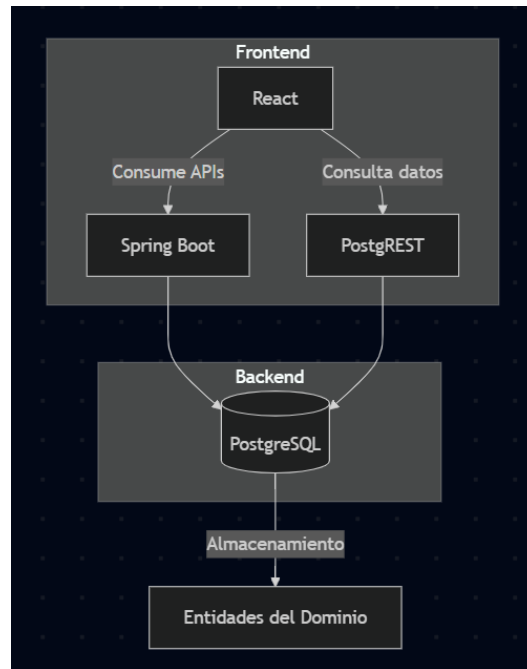 Frontend
React
Consume APIs
Consulta datos
Spring Boot
PostgREST
Backend
PostgreSQL
Almacenamiento
Entidades del Dominio